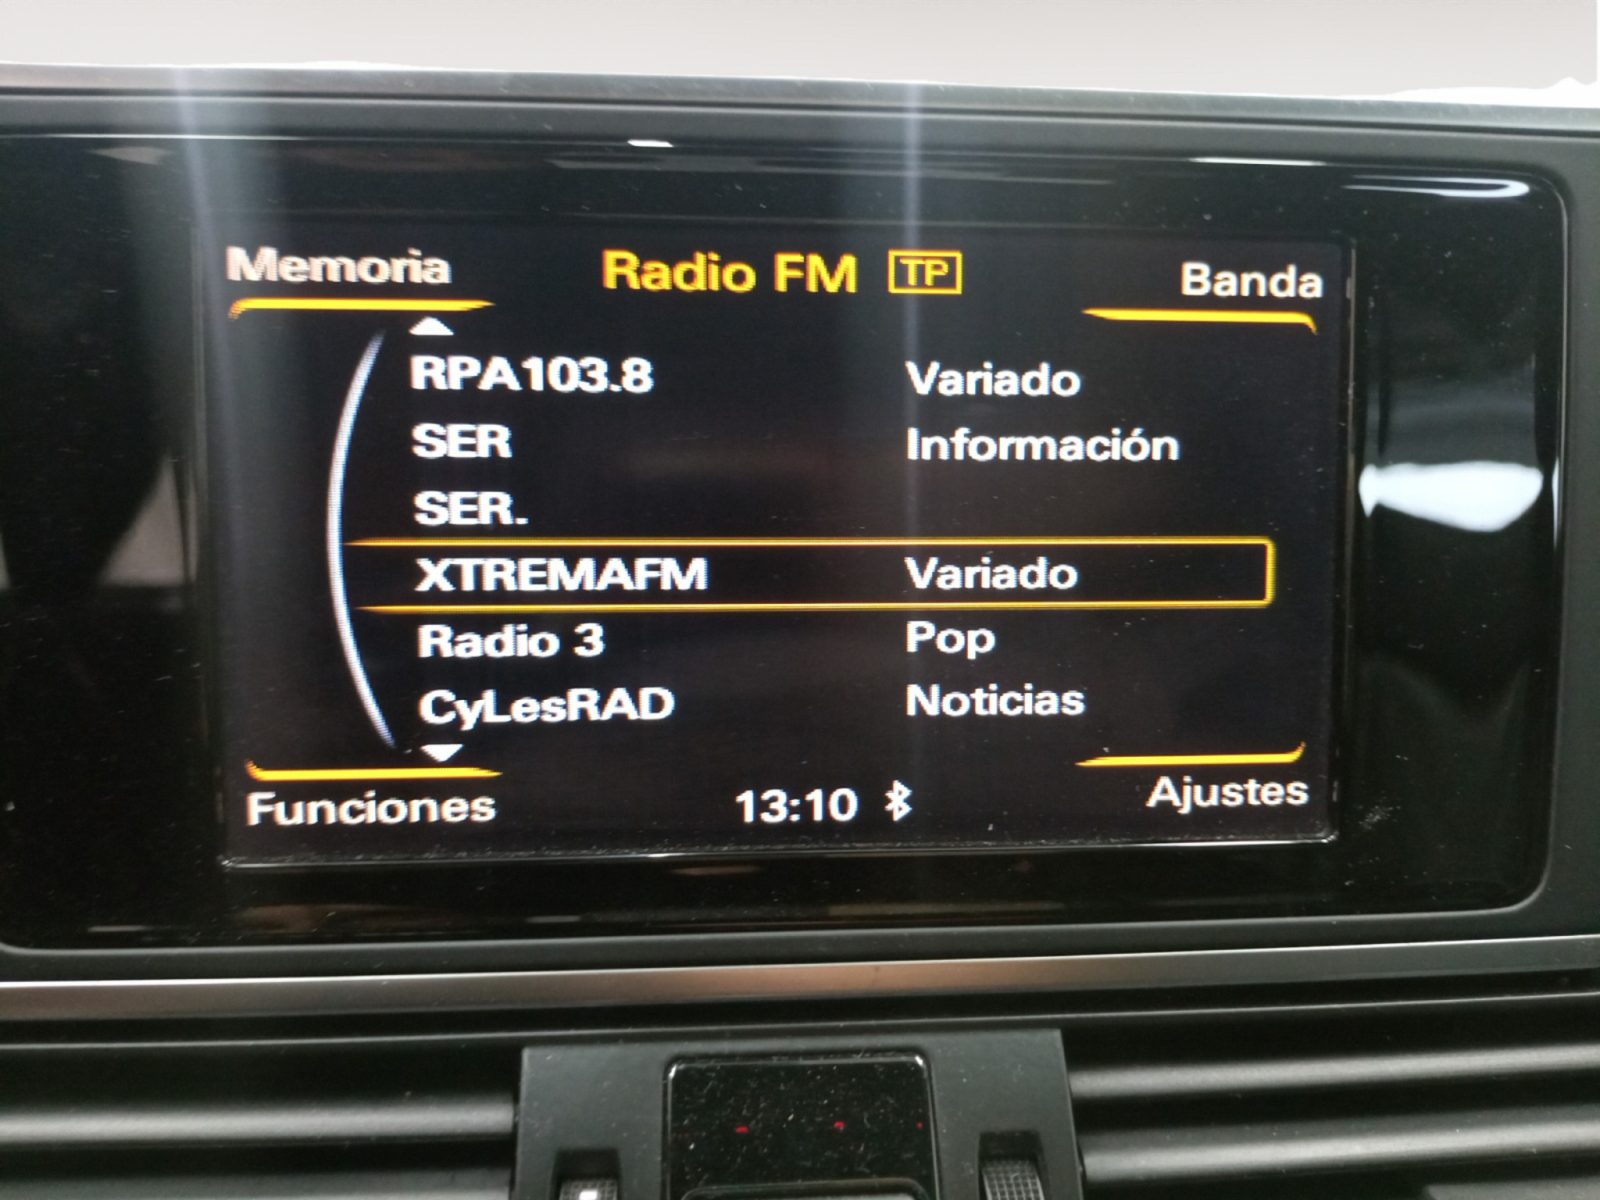 Memoria Radio FM TP Banda
RPA103.8 Variado
SER Información
SER.
XTREMAFM Variado
Radio 3 Pop
CyLesRAD Noticias
Funciones 13:10 Ajustes